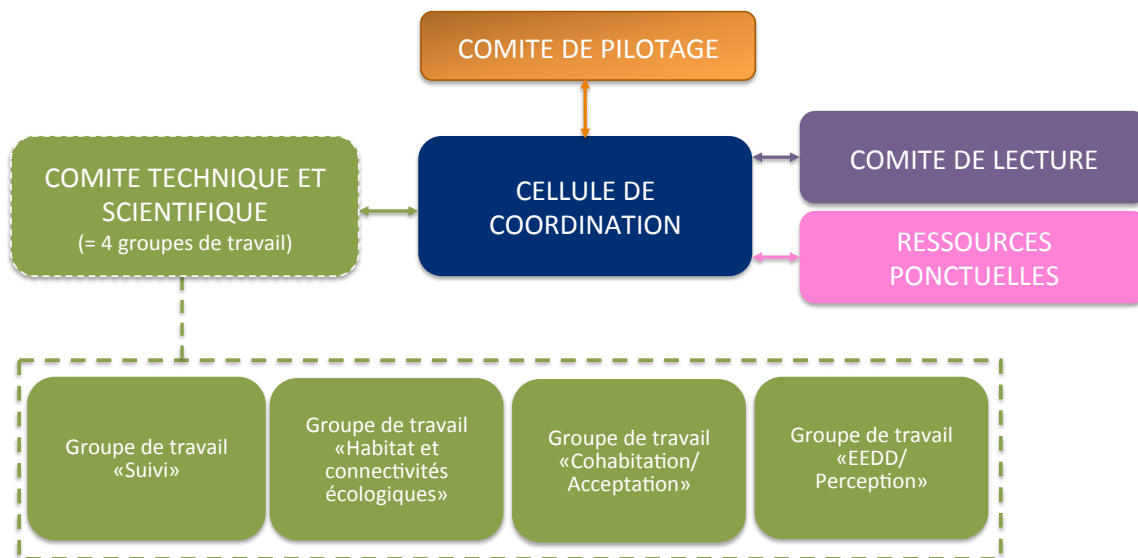 COMITE DE PILOTAGE
COMITE TECHNIQUE ET
SCIENTIFIQUE
(= 4 groupes de travail)
CELLULE DE
COORDINATION
COMITE DE LECTURE
RESSOURCES
PONCTUELLES
Groupe de travail
«Suivi»
Groupe de travail
«Habitat et
connectivités
écologiques»
Groupe de travail
«Cohabitation/
Acceptation»
Groupe de travail
«EEDD/
Perception»